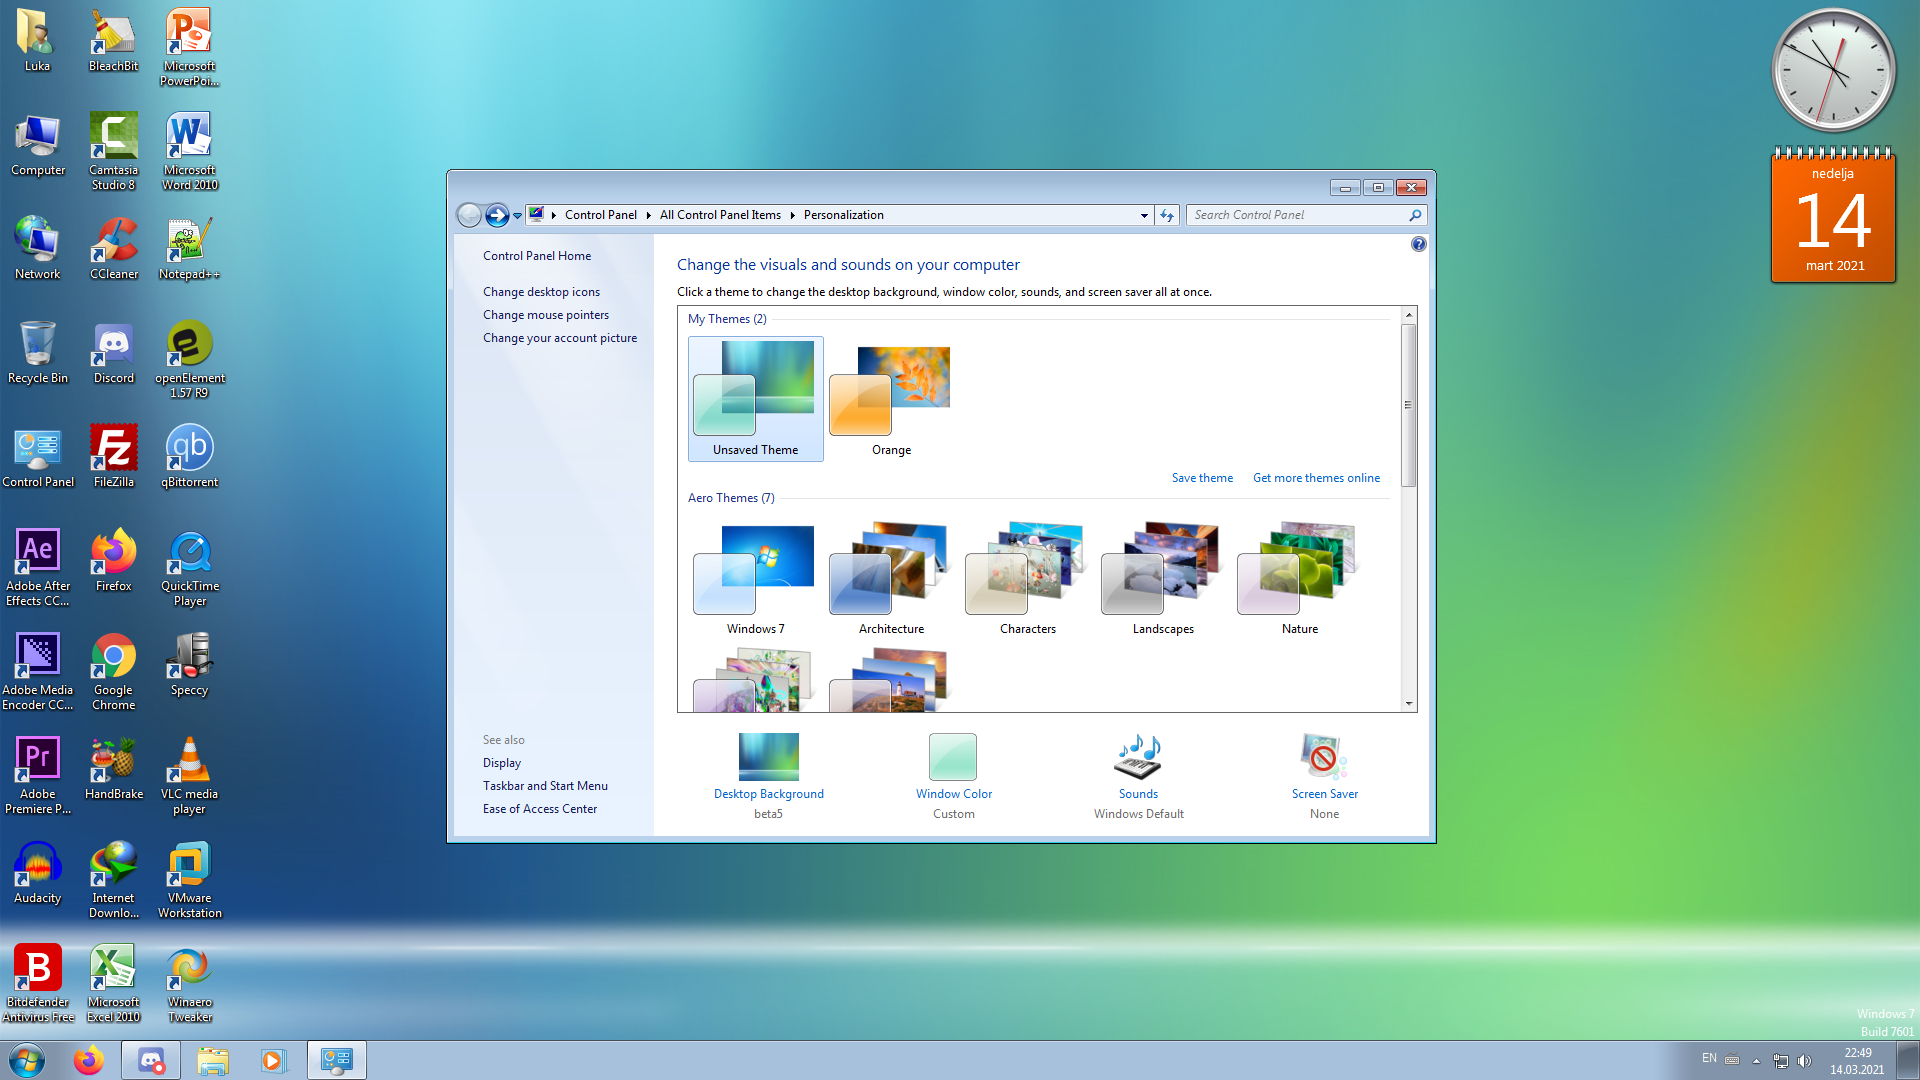 Luka
BleachBit
Microsoft
PowerPoi...
Computer
Camtasia
Studio 8
Microsoft
Word 2010
Network
CCleaner
Notepad++
Recycle Bin
Discord
openElement
1.57 R9
Control Panel
FileZilla
qBittorrent
Adobe After
Effects CC...
Firefox
QuickTime
Player
Adobe Media
Encoder CC...
Google
Chrome
Speccy
Adobe
Premiere P...
HandBrake
VLC media
player
Audacity
Internet
Downlo...
VMware
Workstation
Bitdefender
Antivirus Free
Microsoft
Excel 2010
Winaero
Tweaker
Control Panel
All Control Panel Items
Personalization
Search Control Panel
Control Panel Home
Change desktop icons
Change mouse pointers
Change your account picture
See also
Display
Taskbar and Start Menu
Ease of Access Center
Change the visuals and sounds on your computer
Click a theme to change the desktop background, window color, sounds, and screen saver all at once.
My Themes (2)
Unsaved Theme
Orange
Save theme
Get more themes online
Aero Themes (7)
Windows 7
Architecture
Characters
Landscapes
Nature
Desktop Background
beta5
Window Color
Custom
Sounds
Windows Default
Screen Saver
None
nedelja
14
mart 2021
Windows 7
Build 7601
EN
22:49
14.03.2021